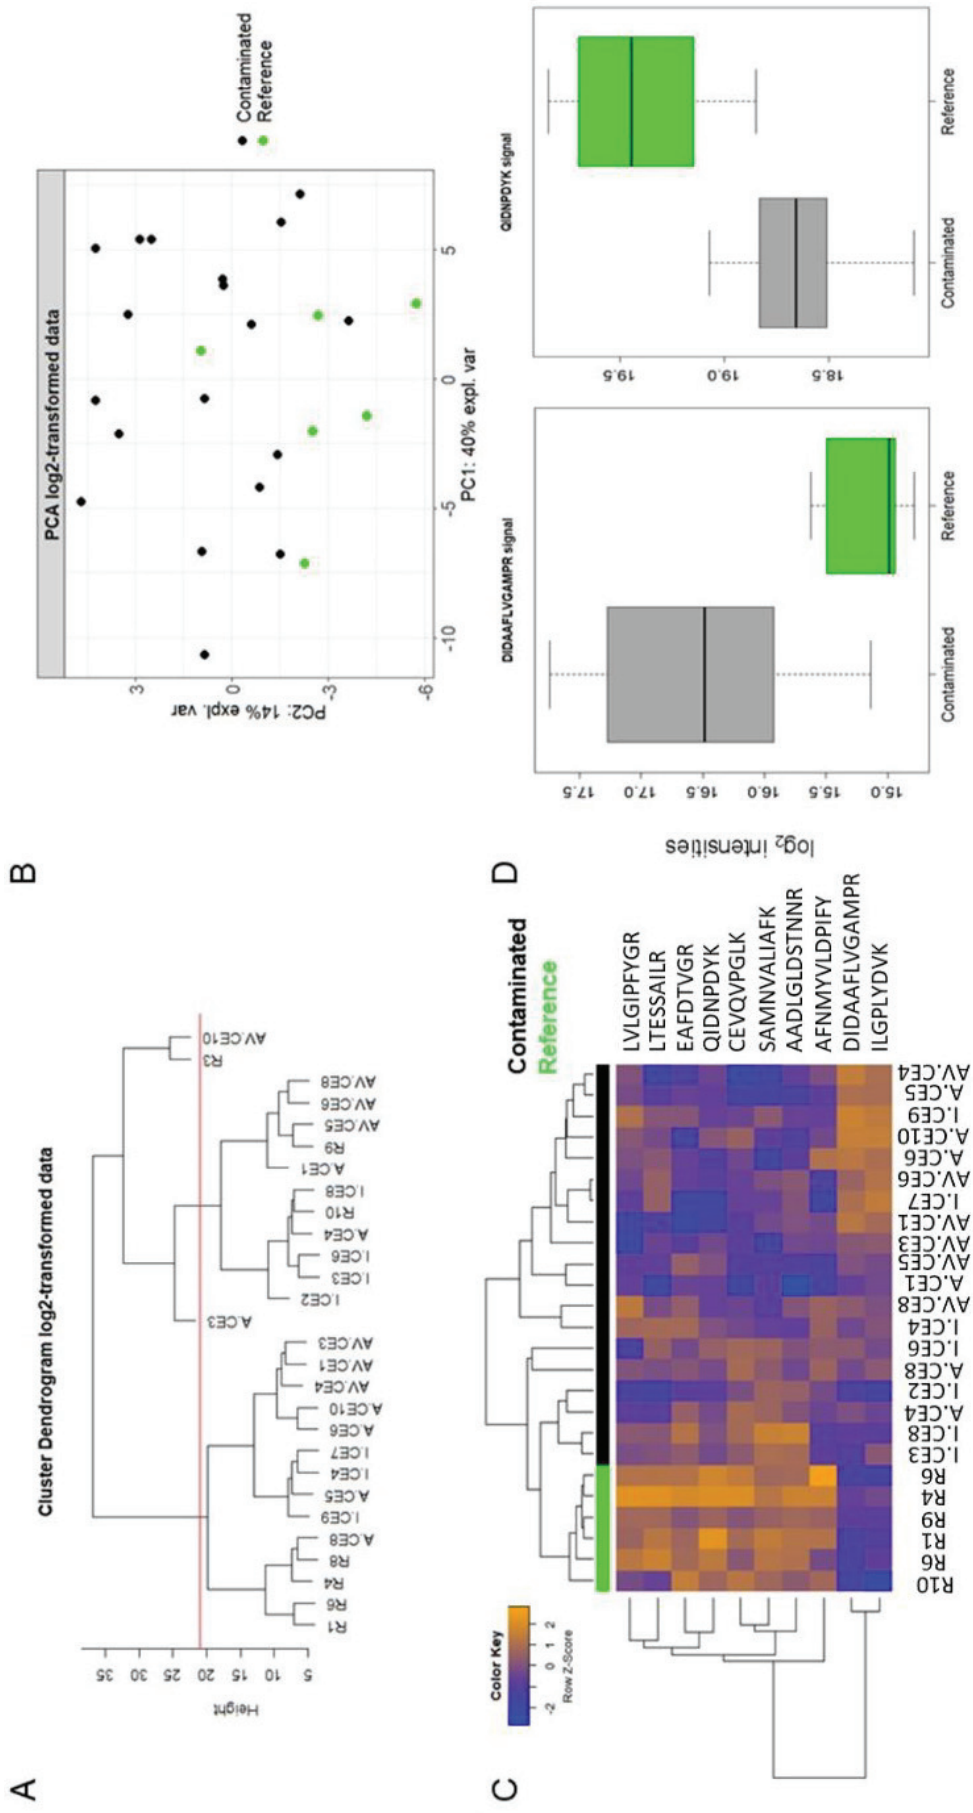 A
Cluster Dendrogram log2-transformed data
Height
35
30
25
20
15
10
5
R1
R6
R4
R8
A.CE8
I.CE9
A.CE5
I.CE4
I.CE7
A.CE6
A.CE10
AV.CE4
AV.CE1
AV.CE3
A.CE3
I.CE2
I.CE3
I.CE6
A.CE4
R10
I.CE8
A.CE1
R9
AV.CE5
AV.CE6
AV.CE8
R3
AV.CE10
B
PCA log2-transformed data
PC2: 14% expl. var
3
0
-3
-6
-10
-5
0
5
PC1: 40% expl. var
Contaminated
Reference
C
Color Key
-2
0
1
2
Row Z-Score
Contaminated
Reference
LVLGIPFYGR
LTESSAILR
EAFDTVGR
QIDNPDYK
CEVQVPGLK
SAMNVALIAFK
AADLGLDSTNNR
AFNMYVLDPIFY
DIDAAFLVGAMPR
ILGPLYDVK
R10
R6
R1
R9
R4
R6
I.CE3
I.CE8
A.CE4
I.CE2
A.CE8
I.CE6
I.CE4
AV.CE8
A.CE1
AV.CE5
AV.CE3
AV.CE1
I.CE7
AV.CE6
A.CE6
A.CE10
I.CE9
A.CE5
AV.CE4
D
log2 intensities
DIDAAFLVGAMPR signal
17.5
17.0
16.5
16.0
15.5
15.0
Contaminated
Reference
QIDNPDYK signal
19.5
19.0
18.5
Contaminated
Reference